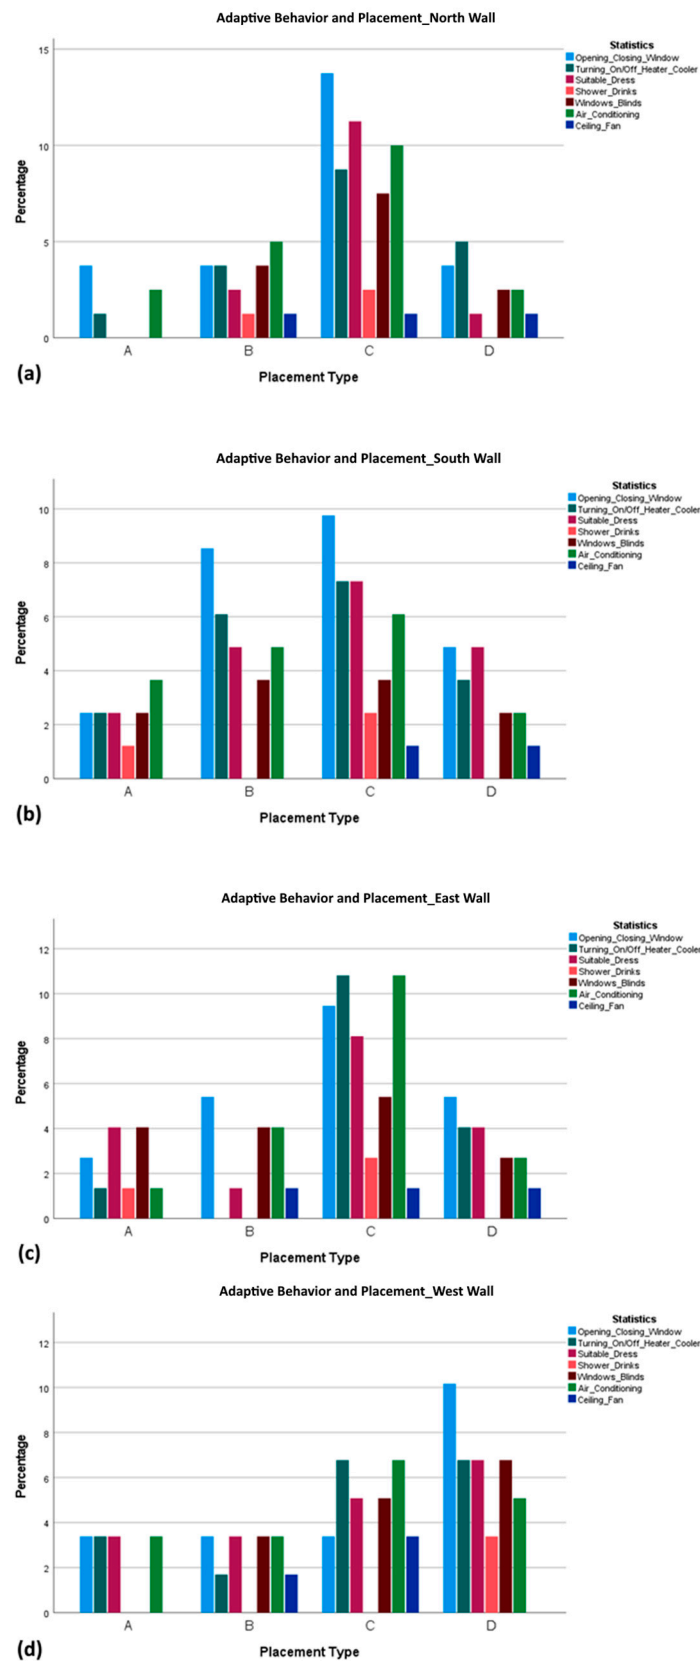 Adaptive Behavior and Placement_North Wall
Statistics
Opening_Closing_Window
Turning_On/Off_Heater_Cooler
Suitable_Dress
Shower_Drinks
Windows_Blinds
Air_Conditioning
Ceiling_Fan
15
10
5
0
Percentage
A B C D
Placement Type
(a)
Adaptive Behavior and Placement_South Wall
Statistics
Opening_Closing_Window
Turning_On/Off_Heater_Cooler
Suitable_Dress
Shower_Drinks
Windows_Blinds
Air_Conditioning
Ceiling_Fan
10
8
6
4
2
0
Percentage
A B C D
Placement Type
(b)
Adaptive Behavior and Placement_East Wall
Statistics
Opening_Closing_Window
Turning_On/Off_Heater_Cooler
Suitable_Dress
Shower_Drinks
Windows_Blinds
Air_Conditioning
Ceiling_Fan
12
10
8
6
4
2
0
Percentage
A B C D
Placement Type
(c)
Adaptive Behavior and Placement_West Wall
Statistics
Opening_Closing_Window
Turning_On/Off_Heater_Cooler
Suitable_Dress
Shower_Drinks
Windows_Blinds
Air_Conditioning
Ceiling_Fan
12
10
8
6
4
2
0
Percentage
A B C D
Placement Type
(d)